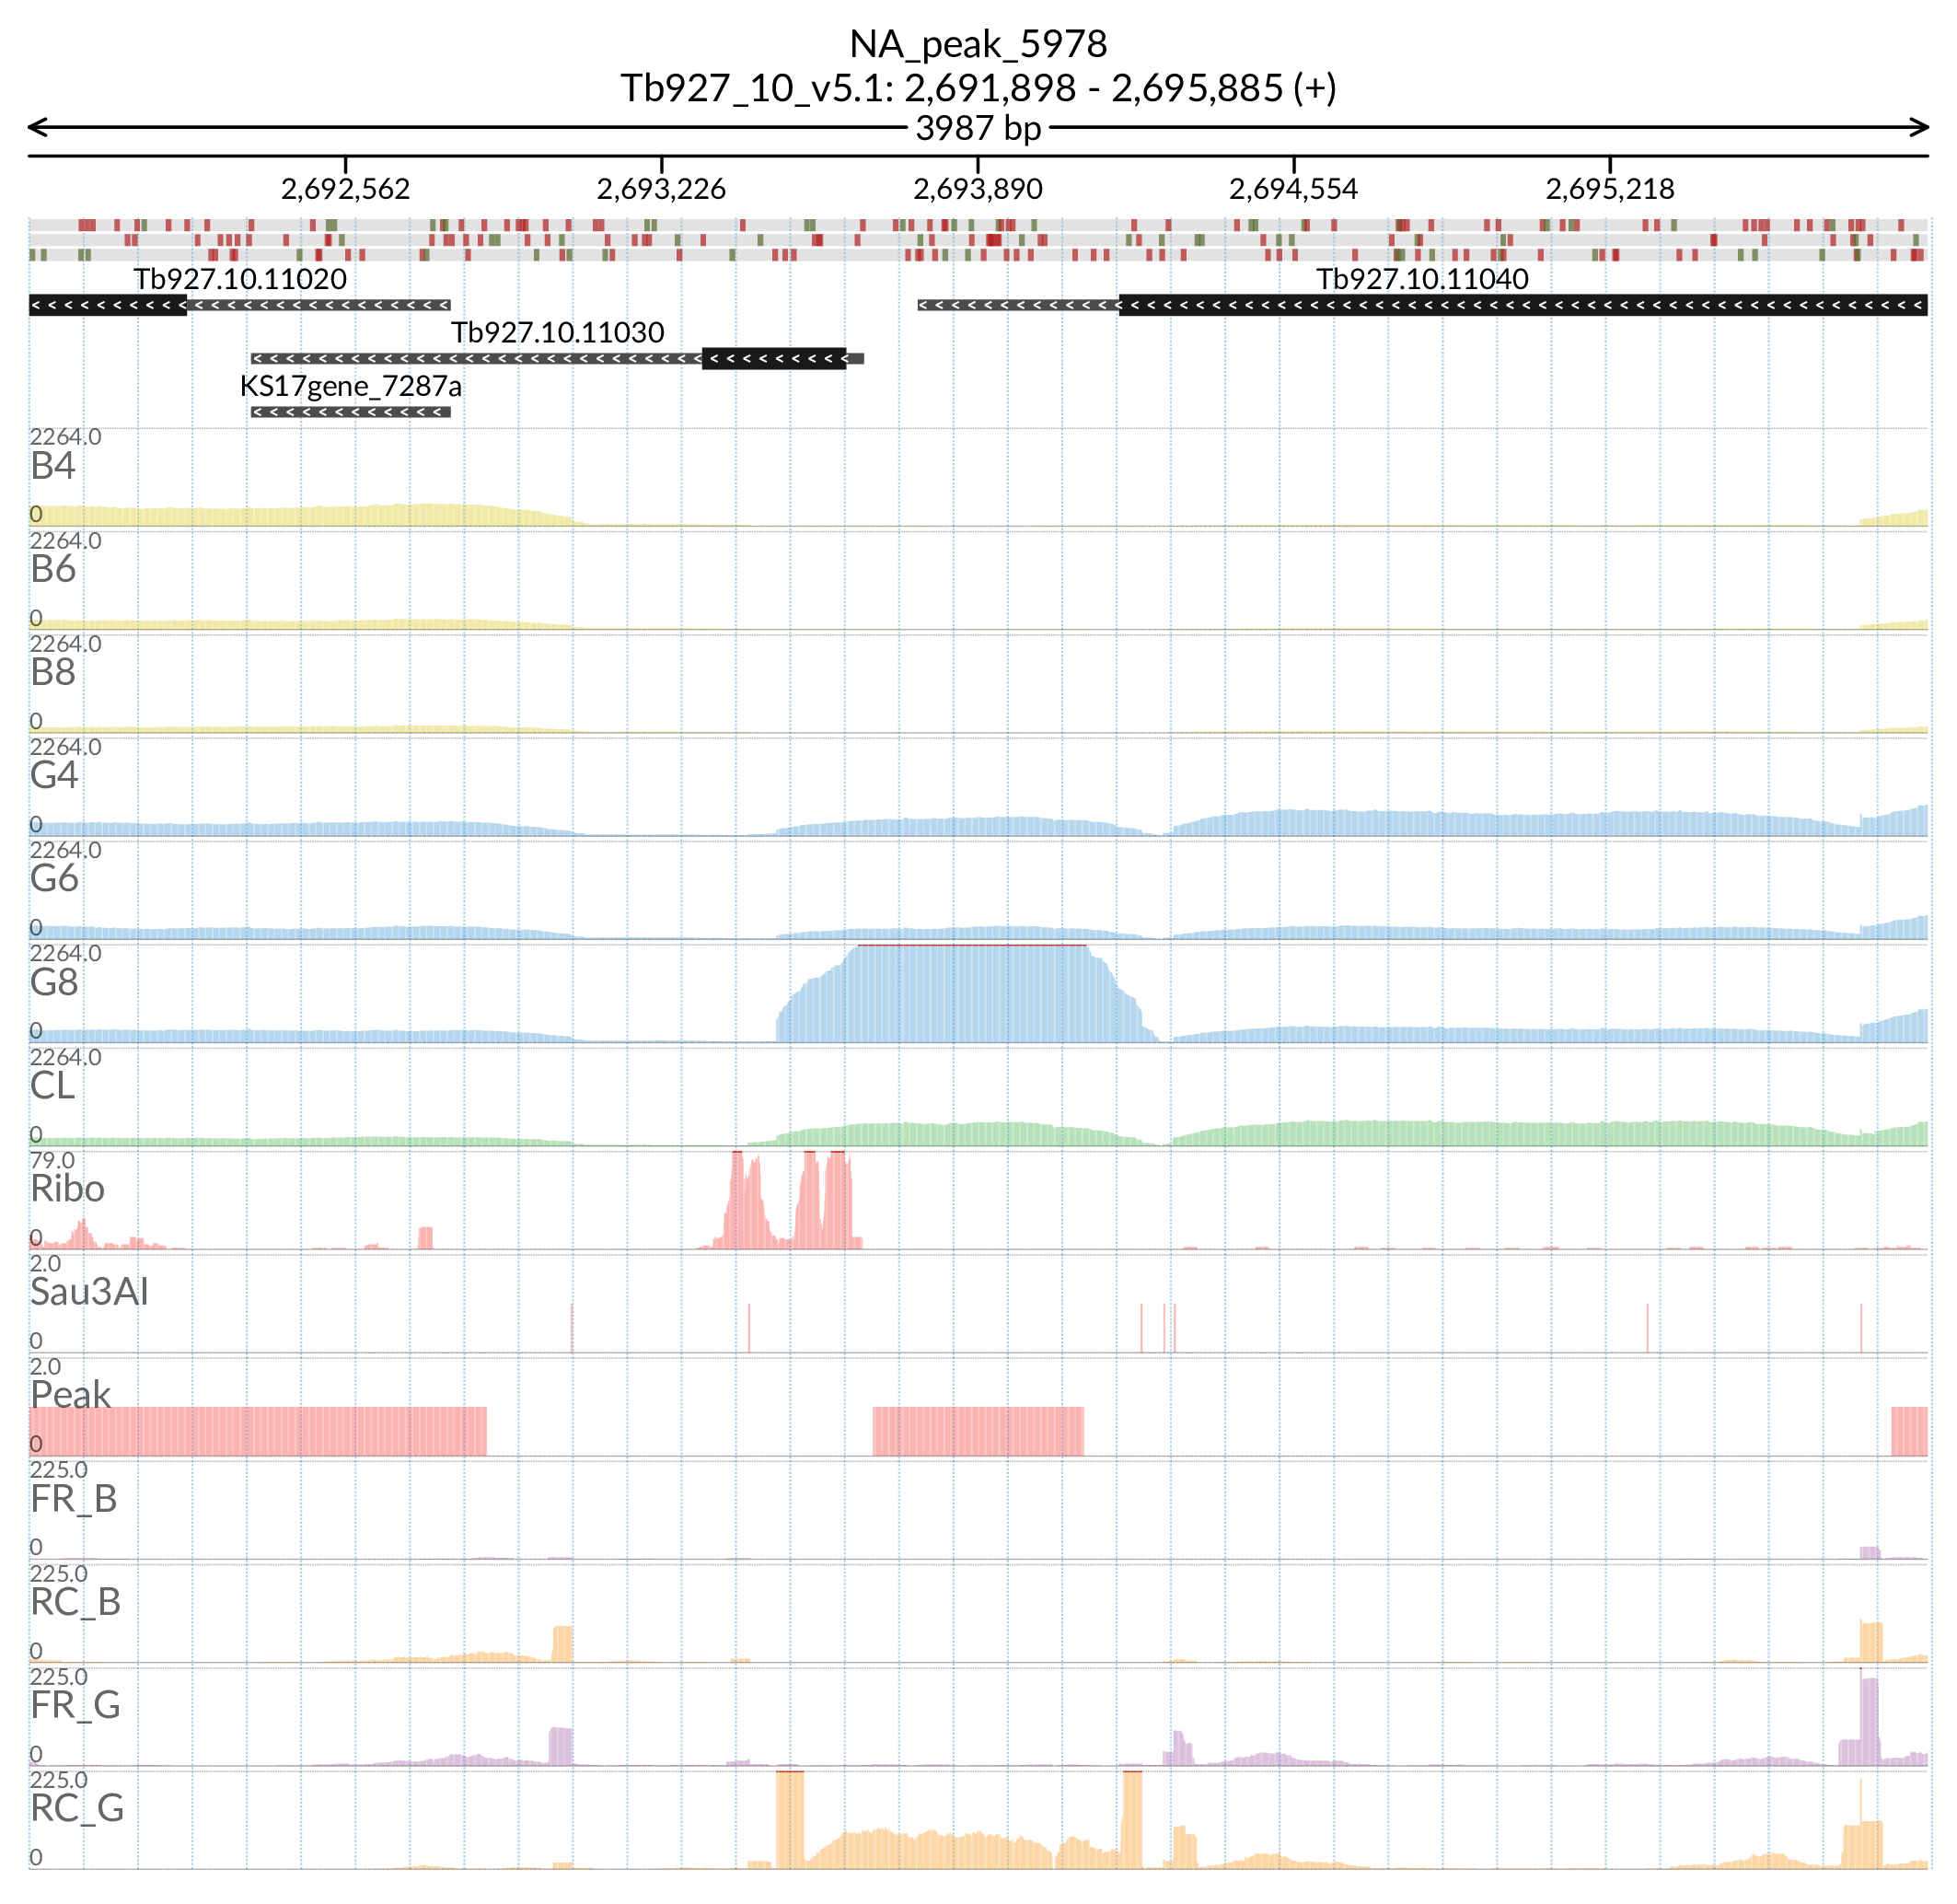 NA_peak_5978
Tb927_10_v5.1: 2,691,898 - 2,695,885 (+)
3987 bp
2,692,562 2,693,226 2,693,890 2,694,554 2,695,218
Tb927.10.11020 Tb927.10.11040
Tb927.10.11030
KS17gene_7287a
2264.0
B4
0
2264.0
B6
0
2264.0
B8
0
2264.0
G4
0
2264.0
G6
0
2264.0
G8
0
2264.0
CL
0
79.0
Ribo
0
2.0
Sau3AI
0
2.0
Peak
0
225.0
FR_B
0
225.0
RC_B
0
225.0
FR_G
0
225.0
RC_G
0